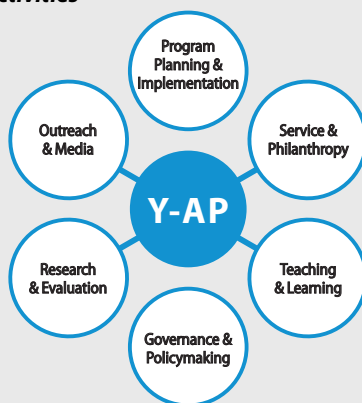 Program
Planning &
Implementation
Outreach
& Media
Service &
Philanthropy
Y-AP
Research
& Evaluation
Teaching
& Learning
Governance &
Policymaking